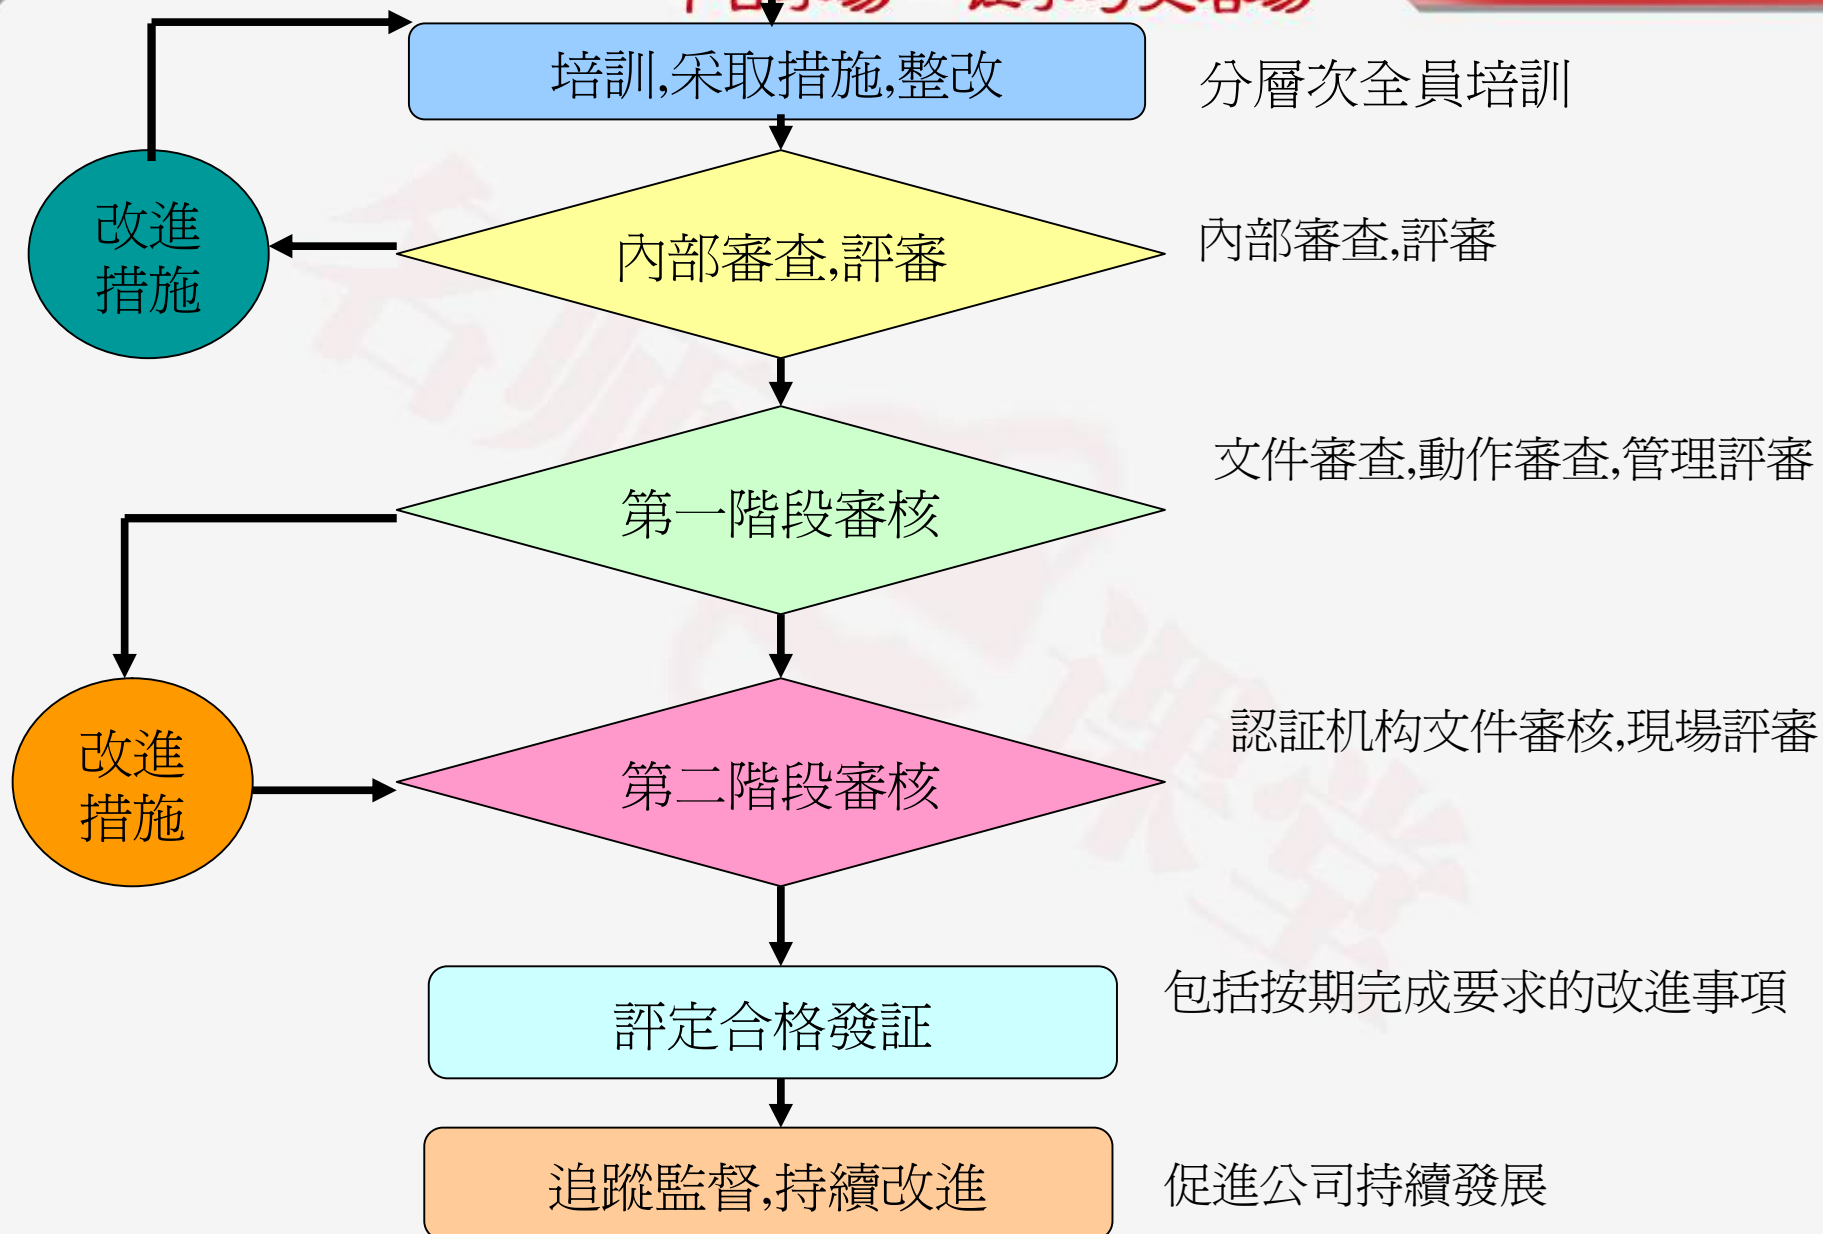 培訓,采取措施,整改
分層次全員培訓
改進
措施
內部審查,評審
內部審查,評審
第一階段審核
文件審查,動作審查,管理評審
改進
措施
第二階段審核
認証机构文件審核,現場評審
評定合格發証
包括按期完成要求的改進事項
追蹤監督,持續改進
促進公司持續發展
名师
课堂